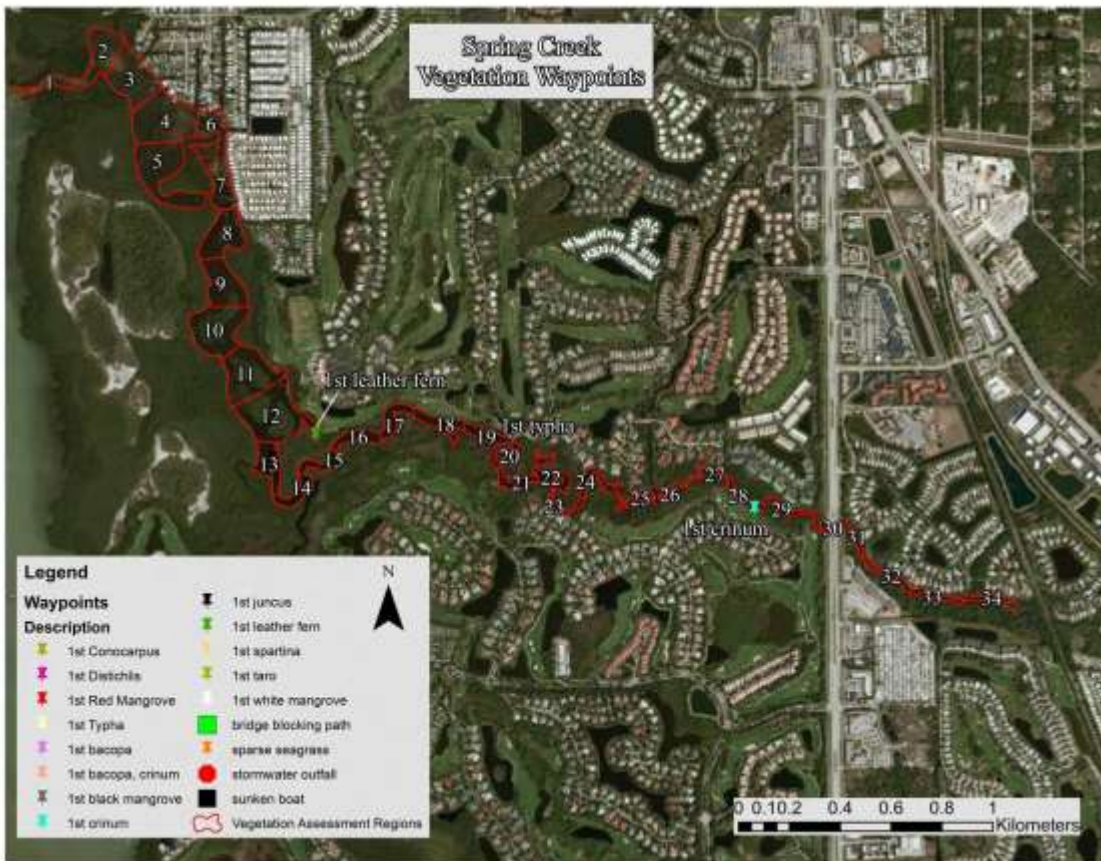 Spring Creek
Vegetation Waypoints
1
2
3
4
5
6
7
8
9
10
11
12
13
14
15
16
17
18
19
20
21
22
23
24
25
26
27
28
29
30
31
32
33
34
1st leather fern
1st typha
1st crinum
Legend
Waypoints
Description
1st Conocarpus
1st Distichlis
1st Red Mangrove
1st Typha
1st bacopa
1st bacopa, crinum
1st black mangrove
1st crinum
1st juncus
1st leather fern
1st spartina
1st taro
1st white mangrove
bridge blocking path
sparse seagrass
stormwater outfall
sunken boat
Vegetation Assessment Regions
N
0 0.1 0.2 0.4 0.6 0.8 1
Kilometers